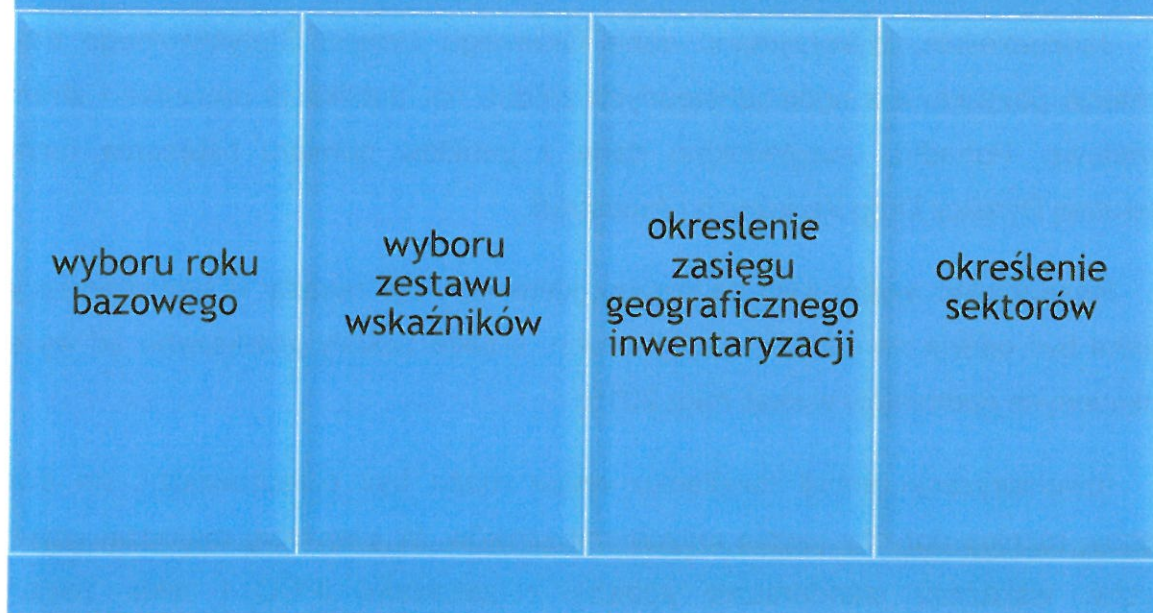 wyboru roku
bazowego
wyboru
zestawu
wskaźników
okreslenie
zasięgu
geograficznego
inwentaryzacji
określenie
sektorów